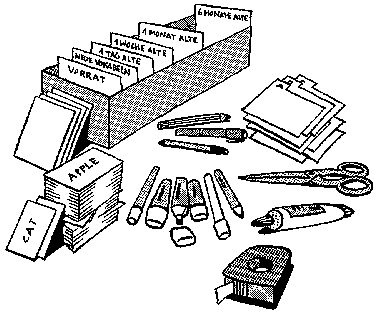 6 MONATE ALTE
1 MONAT ALTE
1 WOCHE ALTE
1 TAG ALTE
NEUE VOKABELN
VORRAT
APPLE
CAT